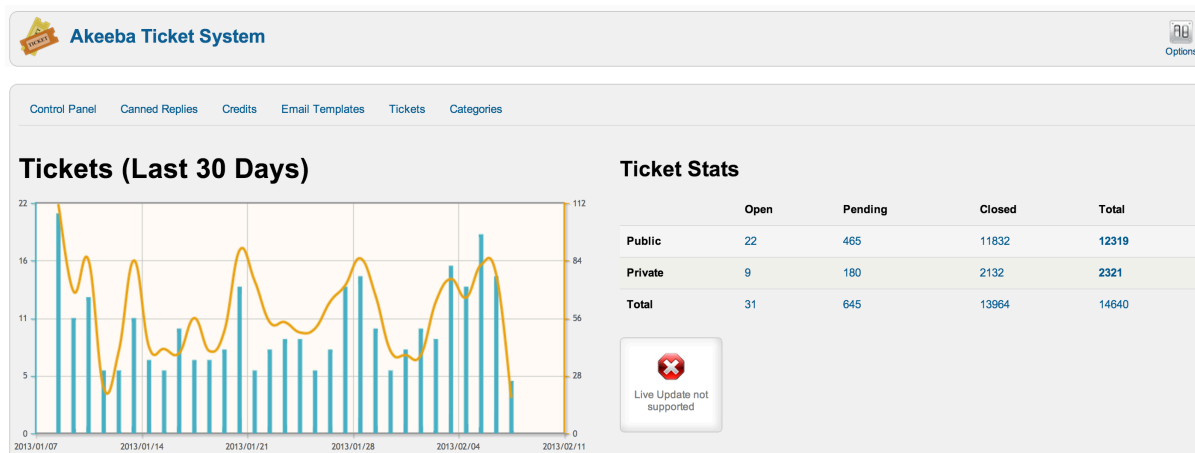 TICKET
Akeeba Ticket System
Options
Control Panel Canned Replies Credits Email Templates Tickets Categories
Tickets (Last 30 Days)
22 112
16 84
11 56
5 28
0 0
2013/01/07 2013/01/14 2013/01/21 2013/01/28 2013/02/04 2013/02/11
Ticket Stats
Open Pending Closed Total
Public 22 465 11832 12319
Private 9 180 2132 2321
Total 31 645 13964 14640
Live Update not
supported